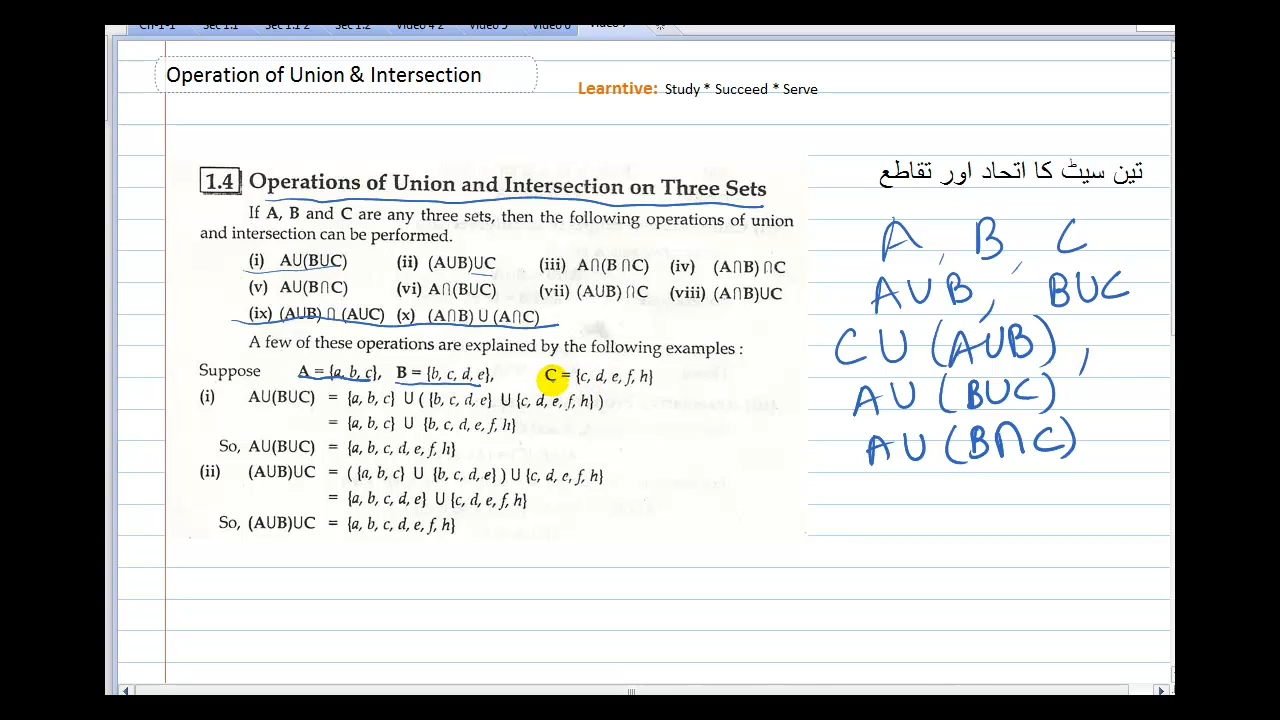 Operation of Union & Intersection
Learntive: Study * Succeed * Serve
تین سیٹ کا اتحاد اور تقاطع
1.4 Operations of Union and Intersection on Three Sets
If A, B and C are any three sets, then the following operations of union
and intersection can be performed.
(i) A∪(B∪C) (ii) (A∪B)∪C (iii) A∩(B ∩C) (iv) (A∩B) ∩C
(v) A∪(B∩C) (vi) A∩(B∪C) (vii) (A∪B) ∩C (viii) (A∩B)∪C
(ix) (A∪B) ∩ (A∪C) (x) (A∩B) ∪ (A∩C)
A few of these operations are explained by the following examples :
Suppose A = {a, b, c}, B = {b, c, d, e}, C = {c, d, e, f, h}
(i) A∪(B∪C) = {a, b, c} ∪ ( {b, c, d, e} ∪ {c, d, e, f, h} )
= {a, b, c} ∪ {b, c, d, e, f, h}
So, A∪(B∪C) = {a, b, c, d, e, f, h}
(ii) (A∪B)∪C = ( {a, b, c} ∪ {b, c, d, e} ) ∪ {c, d, e, f, h}
= {a, b, c, d, e} ∪ {c, d, e, f, h}
So, (A∪B)∪C = {a, b, c, d, e, f, h}
A, B, C
A∪B, B∪C
C∪(A∪B),
A∪(B∪C)
A∪(B∩C)